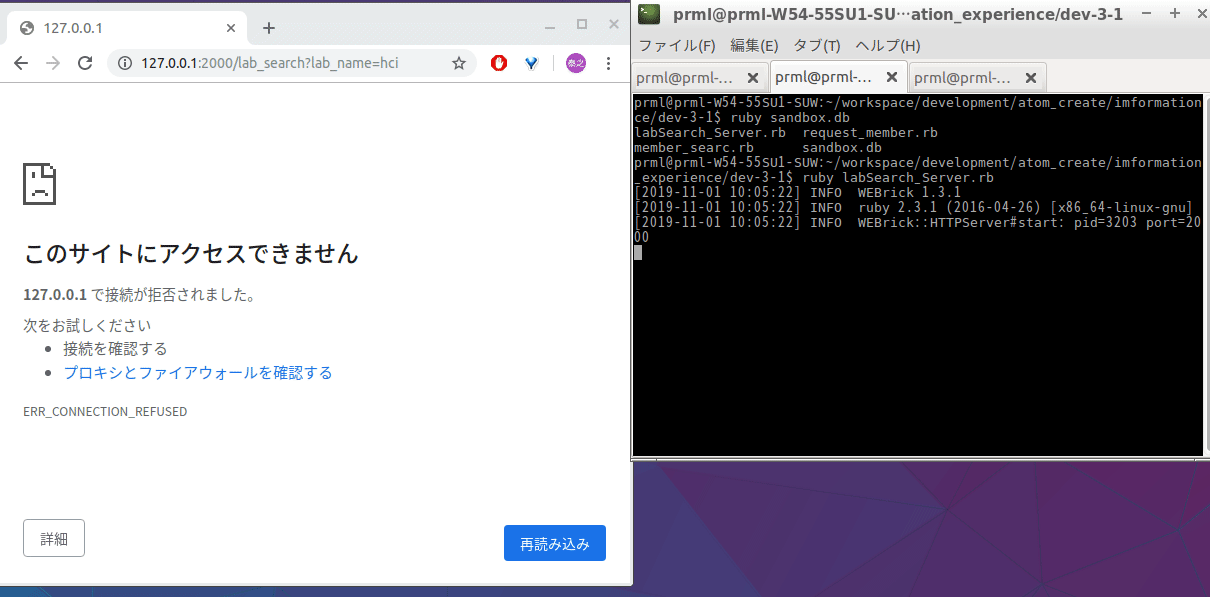 127.0.0.1
127.0.0.1:2000/lab_search?lab_name=hci
泰之
このサイトにアクセスできません
127.0.0.1 で接続が拒否されました。
次をお試しください
接続を確認する
プロキシとファイアウォールを確認する
ERR_CONNECTION_REFUSED
詳細
再読み込み
prml@prml-W54-55SU1-SU⋯ation_experience/dev-3-1
ファイル(F) 編集(E) タブ(T) ヘルプ(H)
prml@prml-... prml@prml-... prml@prml-...
prml@prml-W54-55SU1-SUW:~/workspace/development/atom_create/imformation
ce/dev-3-1$ ruby sandbox.db
labSearch_Server.rb request_member.rb
member_searc.rb sandbox.db
prml@prml-W54-55SU1-SUW:~/workspace/development/atom_create/imformation
_experience/dev-3-1$ ruby labSearch_Server.rb
[2019-11-01 10:05:22] INFO WEBrick 1.3.1
[2019-11-01 10:05:22] INFO ruby 2.3.1 (2016-04-26) [x86_64-linux-gnu]
[2019-11-01 10:05:22] INFO WEBrick::HTTPServer#start: pid=3203 port=20
00